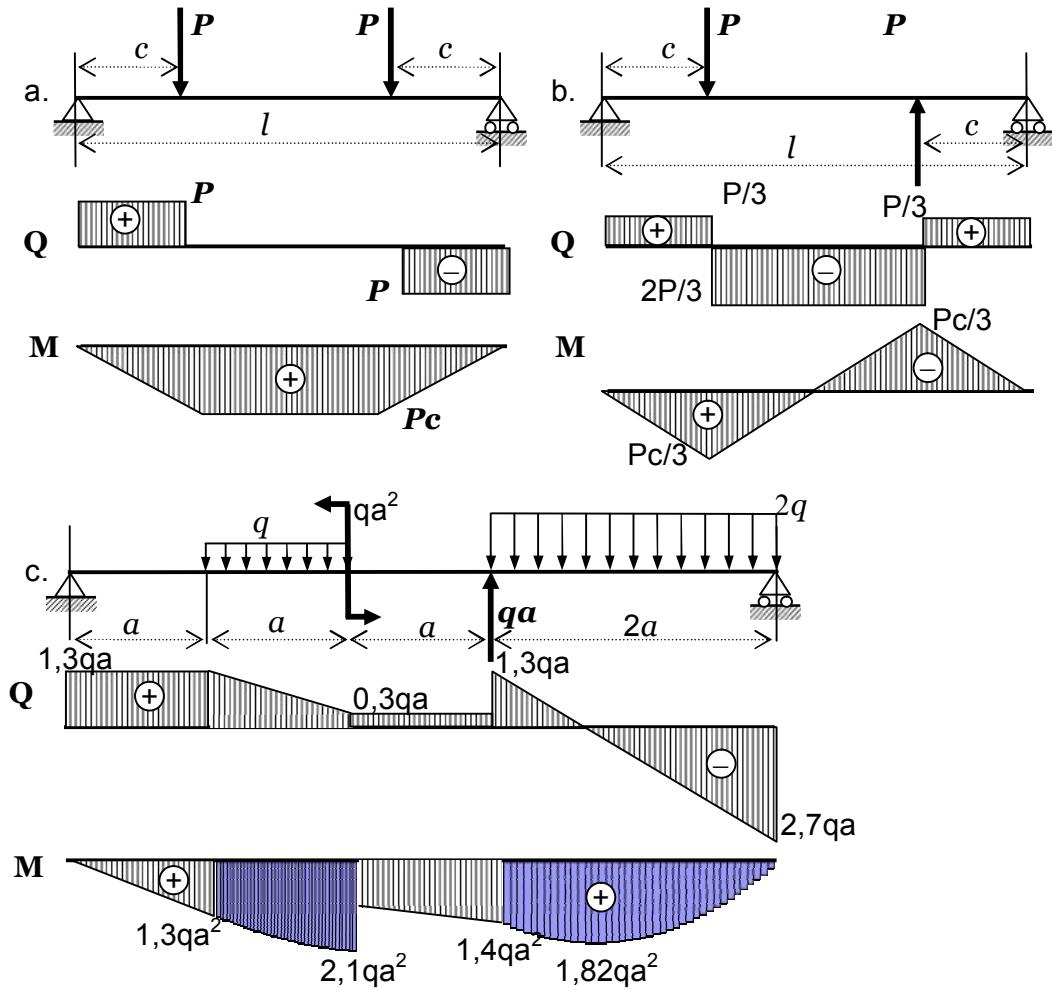 P P P P
c c c
a. b.
l l c
P P/3 P/3
Q + Q + +
− −
P 2P/3
M M Pc/3
+ −
Pc +
Pc/3
qa²
q 2q
c.
a a a qa 2a
1,3qa 1,3qa
Q + 0,3qa
−
2,7qa
M
+ +
1,3qa² 1,4qa²
2,1qa² 1,82qa²